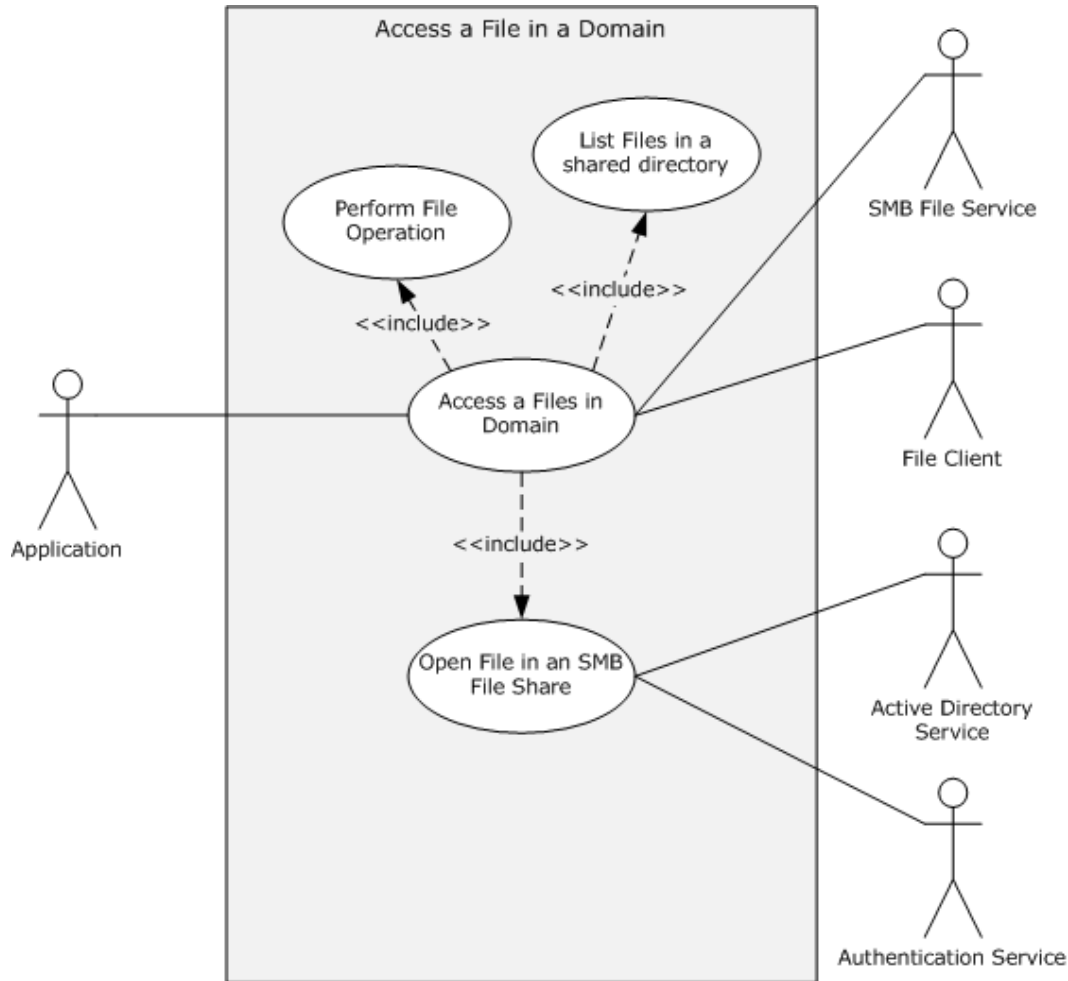 Access a File in a Domain
List Files in a
shared directory
Perform File
Operation
SMB File Service
<<include>>
<<include>>
Access a Files in
Domain
File Client
Application
<<include>>
Open File in an SMB
File Share
Active Directory
Service
Authentication Service